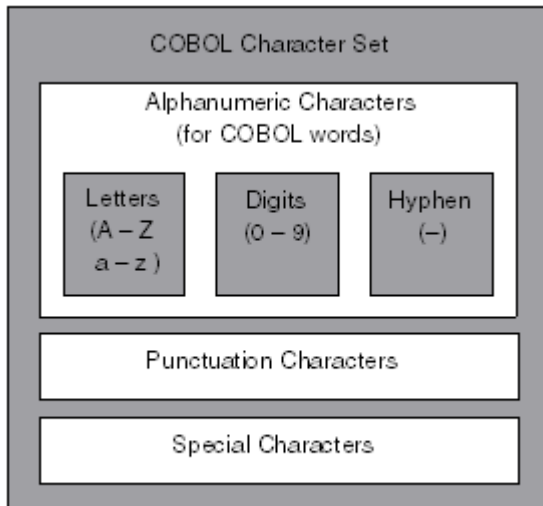 COBOL Character Set
Alphanumeric Characters
(for COBOL words)
Letters
(A – Z
a – z )
Digits
(0 – 9)
Hyphen
(–)
Punctuation Characters
Special Characters